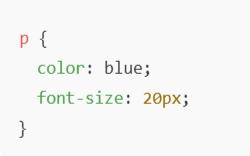 p {
  color: blue;
  font-size: 20px;
}